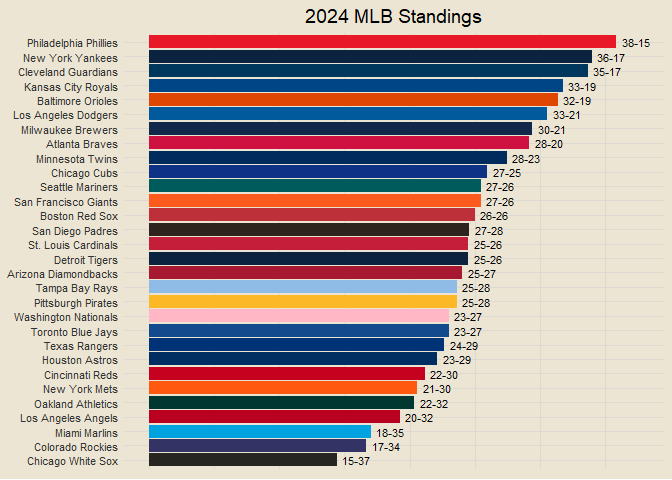 2024 MLB Standings
Philadelphia Phillies 38-15
New York Yankees 36-17
Cleveland Guardians 35-17
Kansas City Royals 33-19
Baltimore Orioles 32-19
Los Angeles Dodgers 33-21
Milwaukee Brewers 30-21
Atlanta Braves 28-20
Minnesota Twins 28-23
Chicago Cubs 27-25
Seattle Mariners 27-26
San Francisco Giants 27-26
Boston Red Sox 26-26
San Diego Padres 27-28
St. Louis Cardinals 25-26
Detroit Tigers 25-26
Arizona Diamondbacks 25-27
Tampa Bay Rays 25-28
Pittsburgh Pirates 25-28
Washington Nationals 23-27
Toronto Blue Jays 23-27
Texas Rangers 24-29
Houston Astros 23-29
Cincinnati Reds 22-30
New York Mets 21-30
Oakland Athletics 22-32
Los Angeles Angels 20-32
Miami Marlins 18-35
Colorado Rockies 17-34
Chicago White Sox 15-37